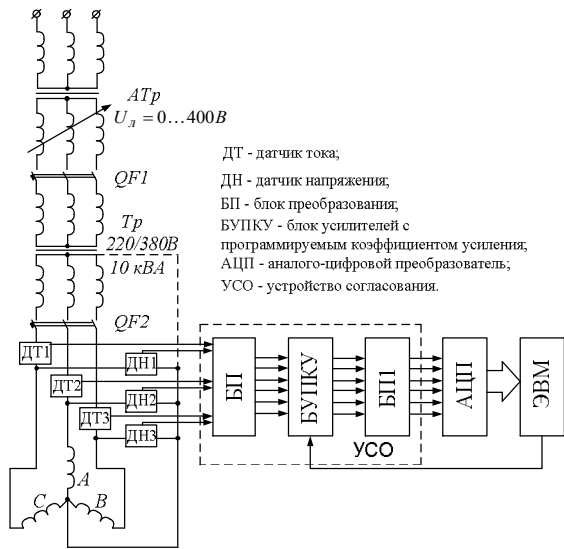 АТр
Uл = 0...400В
QF1
Тр
220/380В
10 кВА
QF2
ДТ - датчик тока;
ДН - датчик напряжения;
БП - блок преобразования;
БУПКУ - блок усилителей с
программируемым коэффициентом усиления;
АЦП - аналого-цифровой преобразователь;
УСО - устройство согласования.
ДТ1
ДН1
ДТ2
ДН2
ДТ3
ДН3
БП
БУПКУ
БП1
АЦП
ЭВМ
УСО
A
C
B